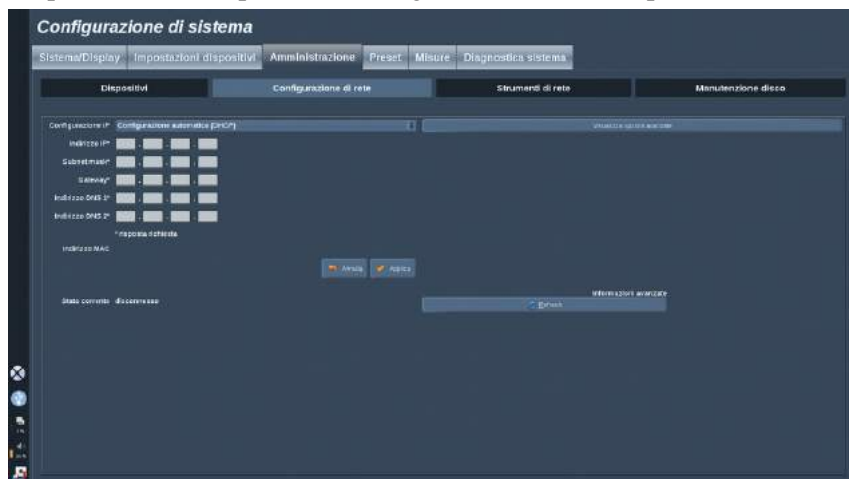 Configurazione di sistema
Sistema/Display Impostazioni dispositivi Amministrazione Preset Misure Diagnostica sistema
Dispositivi Configurazione di rete Strumenti di rete Manutenzione disco
Configurazione IP* Configurazione automatica (DHCP*)
Indirizzo IP*
Subnetmask*
Gateway*
Indirizzo DNS 1*
Indirizzo DNS 2*
* risposta richiesta
Indirizzo MAC
Annulla Applica
Informazioni avanzate
Stato corrente disconnesso Refresh